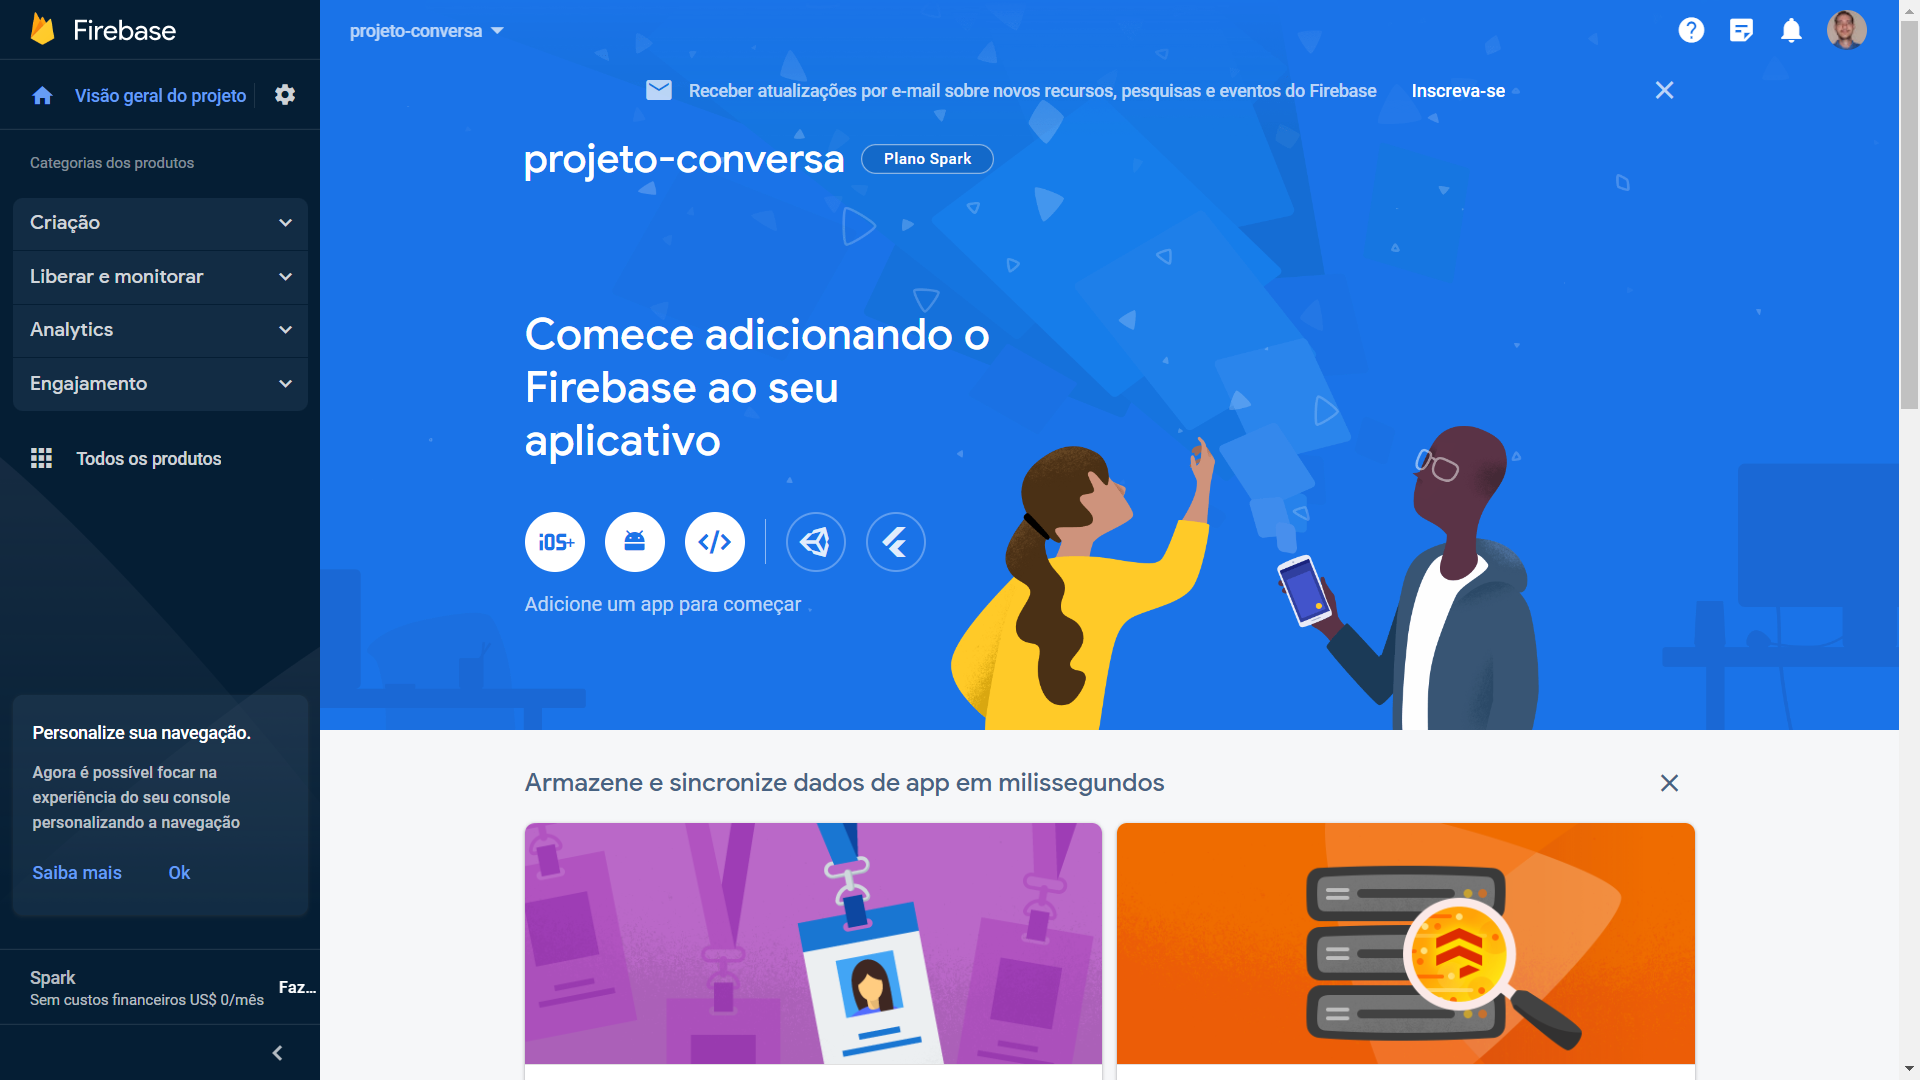 Firebase
projeto-conversa
Visão geral do projeto
Receber atualizações por e-mail sobre novos recursos, pesquisas e eventos do Firebase Inscreva-se
Categorias dos produtos
projeto-conversa Plano Spark
Criação
Liberar e monitorar
Analytics
Engajamento
Todos os produtos
Comece adicionando o
Firebase ao seu
aplicativo
iOS+
Adicione um app para começar
Personalize sua navegação.
Agora é possível focar na
experiência do seu console
personalizando a navegação
Saiba mais Ok
Armazene e sincronize dados de app em milissegundos
Spark
Sem custos financeiros US$ 0/mês Faz...